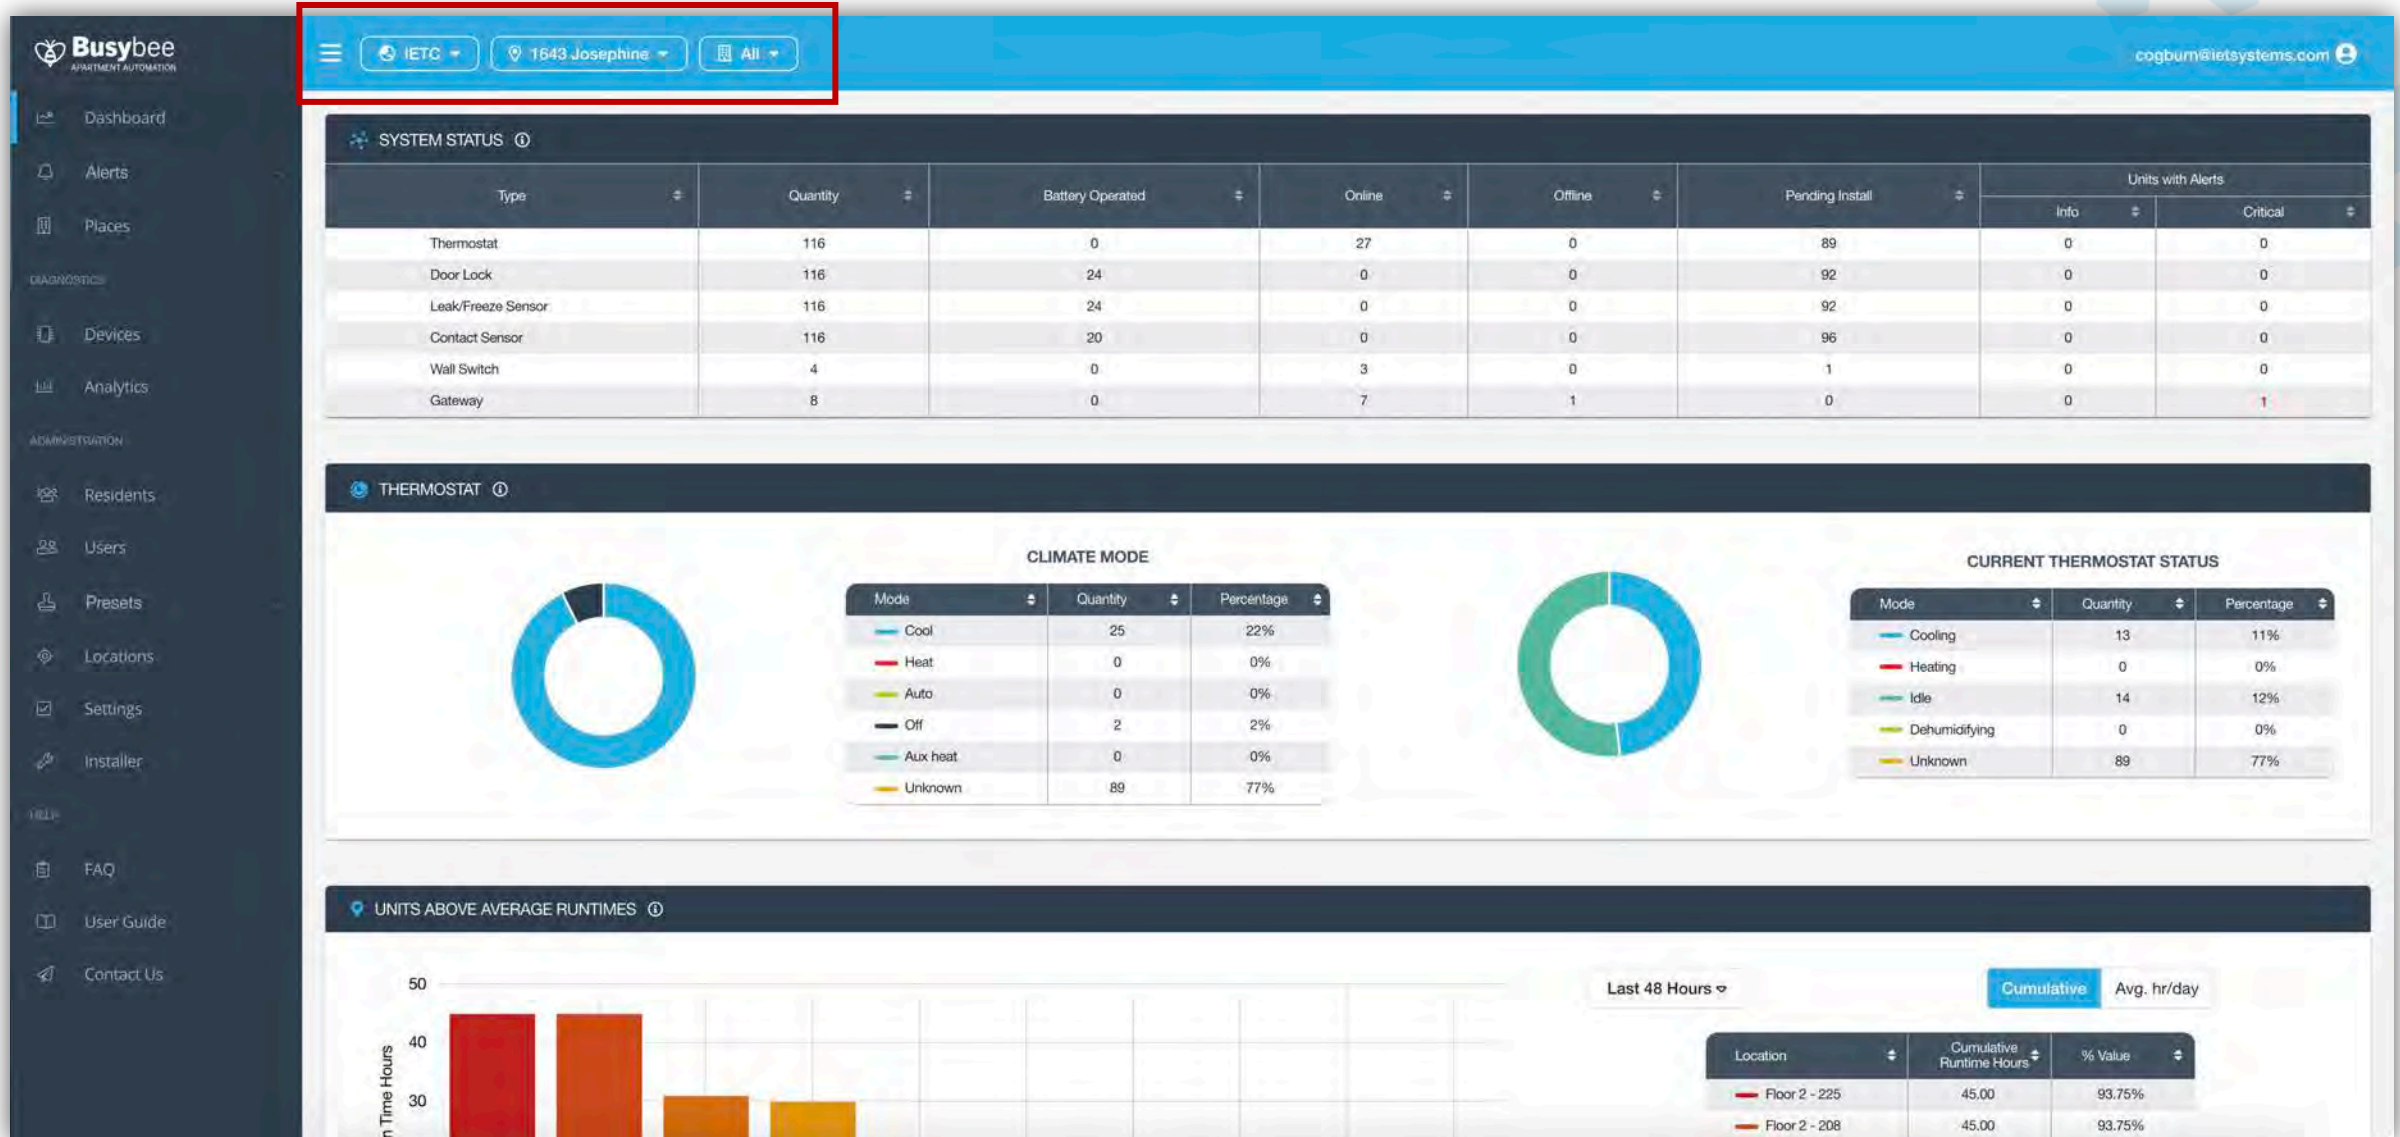 Busybee
APARTMENT AUTOMATION
IETC
1643 Josephine
All
cogburn@ietsystems.com
Dashboard
Alerts
Places
DIAGNOSTICS
Devices
Analytics
ADMINISTRATION
Residents
Users
Presets
Locations
Settings
Installer
HELP
FAQ
User Guide
Contact Us
SYSTEM STATUS
Type Quantity Battery Operated Online Offline Pending Install Units with Alerts
Info Critical
Thermostat 116 0 27 0 89 0 0
Door Lock 116 24 0 0 92 0 0
Leak/Freeze Sensor 116 24 0 0 92 0 0
Contact Sensor 116 20 0 0 96 0 0
Wall Switch 4 0 3 0 1 0 0
Gateway 8 0 7 1 0 0 1
THERMOSTAT
CLIMATE MODE
Mode Quantity Percentage
Cool 25 22%
Heat 0 0%
Auto 0 0%
Off 2 2%
Aux heat 0 0%
Unknown 89 77%
CURRENT THERMOSTAT STATUS
Mode Quantity Percentage
Cooling 13 11%
Heating 0 0%
Idle 14 12%
Dehumidifying 0 0%
Unknown 89 77%
UNITS ABOVE AVERAGE RUNTIMES
50
40
30
Time Hours
Last 48 Hours
Cumulative Avg. hr/day
Location Cumulative Runtime Hours % Value
Floor 2 - 225 45.00 93.75%
Floor 2 - 208 45.00 93.75%